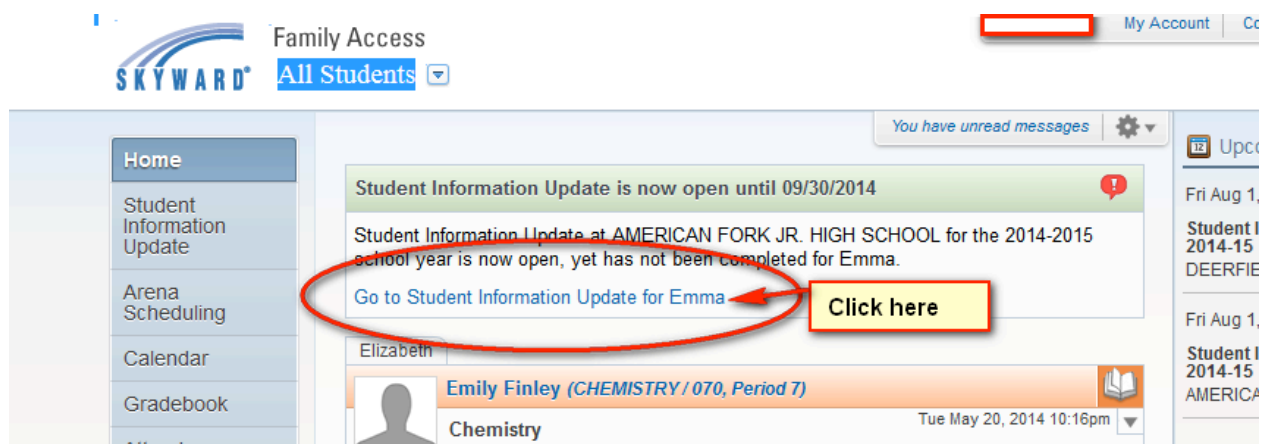 Family Access
My Account
SKYWARD®
All Students
You have unread messages
Home
Student
Information
Update
Arena
Scheduling
Calendar
Gradebook
Student Information Update is now open until 09/30/2014
Student Information Update at AMERICAN FORK JR. HIGH SCHOOL for the 2014-2015
school year is now open, yet has not been completed for Emma.
Go to Student Information Update for Emma
Click here
Elizabeth
Emily Finley (CHEMISTRY / 070, Period 7)
Tue May 20, 2014 10:16pm
Chemistry
12
Fri Aug 1,
Student
2014-15
Fri Aug 1,
Student
2014-15